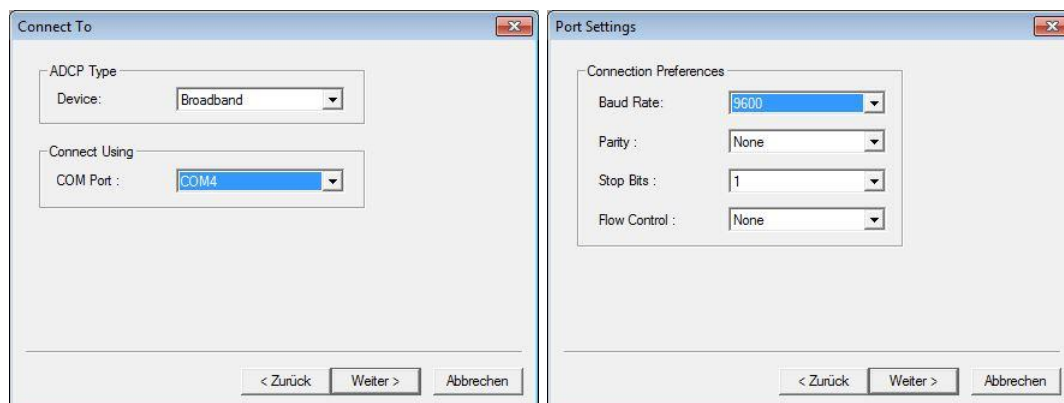 Connect To
ADCP Type
Device: Broadband
Connect Using
COM Port : COM4
< Zurück Weiter > Abbrechen
Port Settings
Connection Preferences
Baud Rate: 9600
Parity : None
Stop Bits : 1
Flow Control : None
< Zurück Weiter > Abbrechen